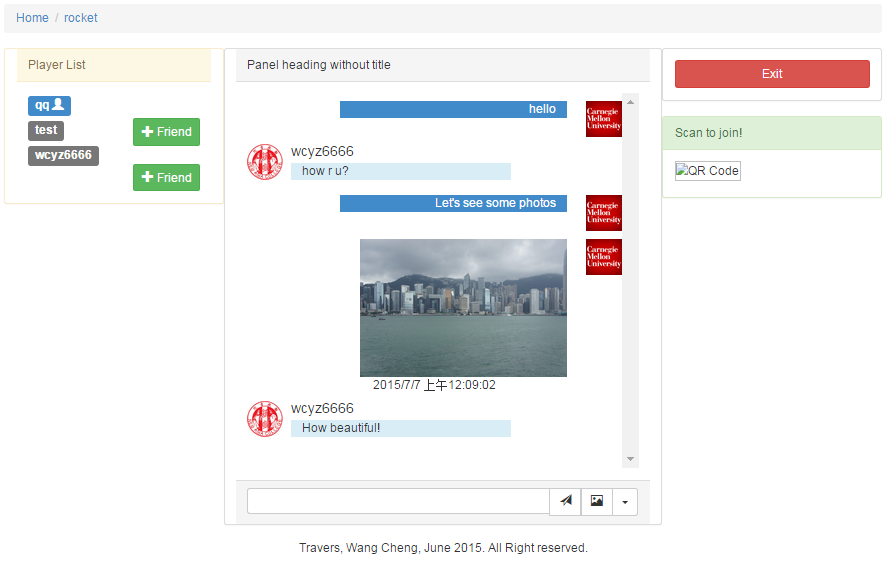 Home / rocket
Player List
qq
test
wcyz6666
Friend
Friend
Panel heading without title
hello
Carnegie
Mellon
University
wcyz6666
how r u?
Let's see some photos
Carnegie
Mellon
University
Carnegie
Mellon
University
2015/7/7 上午12:09:02
wcyz6666
How beautiful!
Exit
Scan to join!
QR Code
Travers, Wang Cheng, June 2015. All Right reserved.